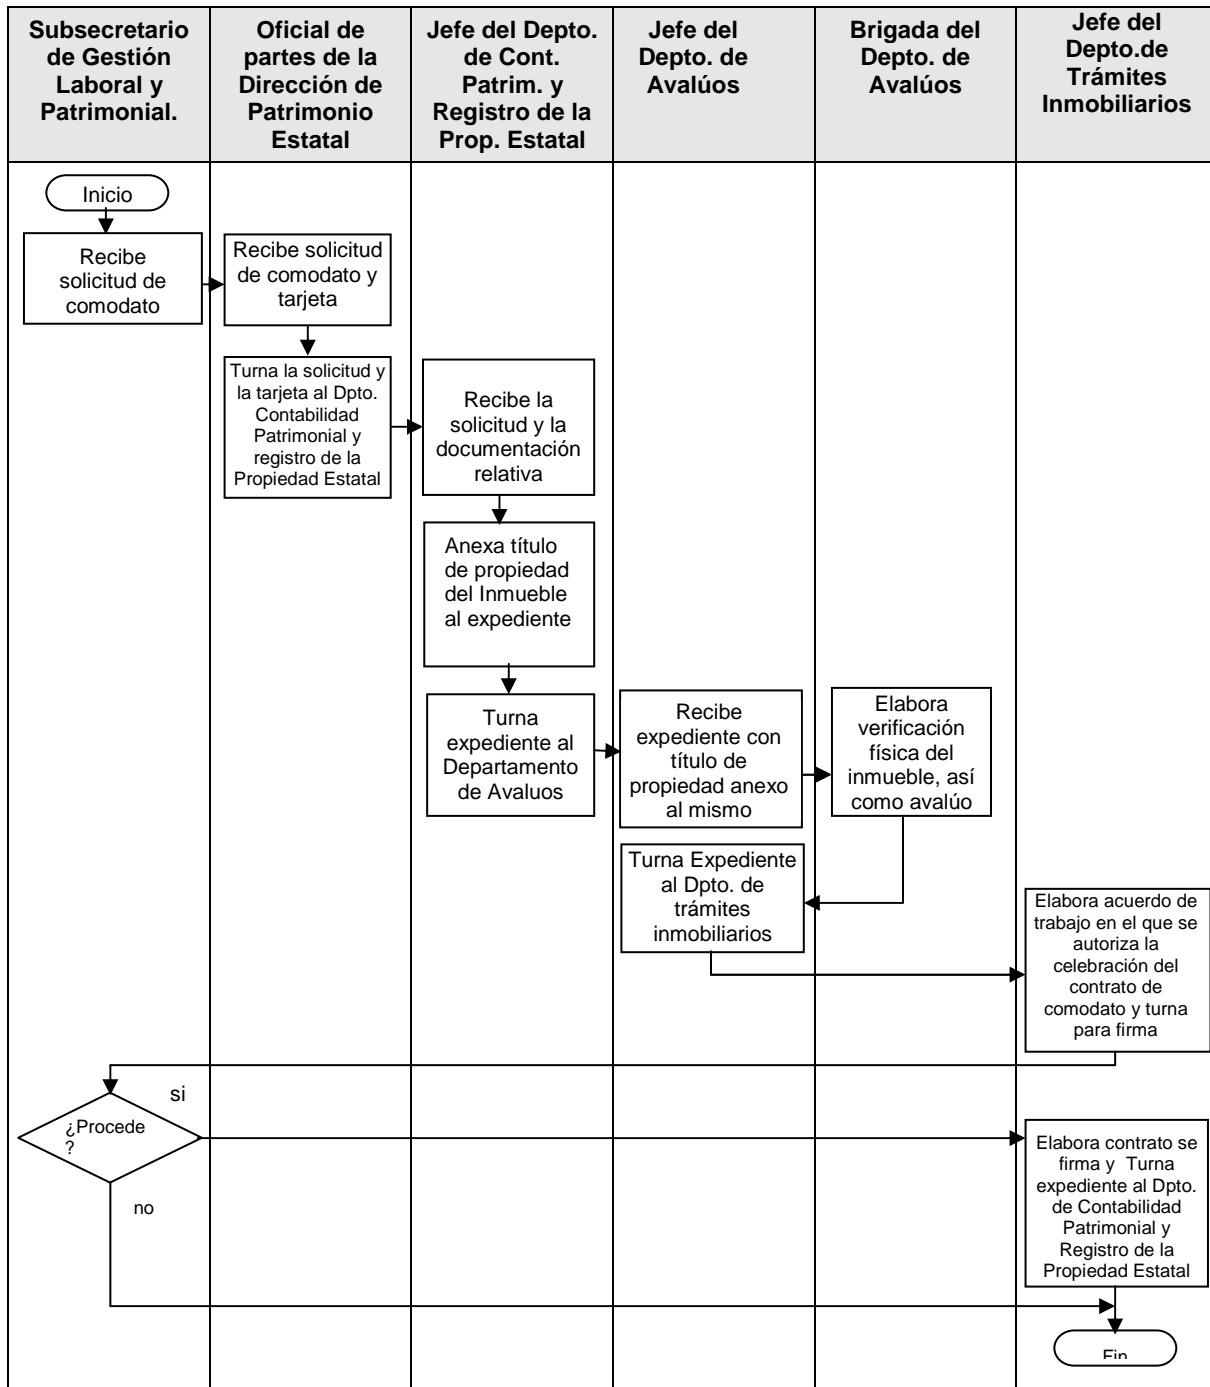 Subsecretario
de Gestión
Laboral y
Patrimonial.
Oficial de
partes de la
Dirección de
Patrimonio
Estatal
Jefe del Depto.
de Cont.
Patrim. y
Registro de la
Prop. Estatal
Jefe del
Depto. de
Avalúos
Brigada del
Depto. de
Avalúos
Jefe del
Depto.de
Trámites
Inmobiliarios
Inicio
Recibe
solicitud de
comodato
Recibe solicitud
de comodato y
tarjeta
Turna la solicitud y
la tarjeta al Dpto.
Contabilidad
Patrimonial y
registro de la
Propiedad Estatal
Recibe la
solicitud y la
documentación
relativa
Anexa título
de propiedad
del Inmueble
al expediente
Turna
expediente al
Departamento
de Avaluos
Recibe
expediente con
título de
propiedad anexo
al mismo
Elabora
verificación
física del
inmueble, así
como avalúo
Turna Expediente
al Dpto. de
trámites
inmobiliarios
Elabora acuerdo de
trabajo en el que se
autoriza la
celebración del
contrato de
comodato y turna
para firma
si
¿Procede
?
no
Elabora contrato se
firma y Turna
expediente al Dpto.
de Contabilidad
Patrimonial y
Registro de la
Propiedad Estatal
Fin